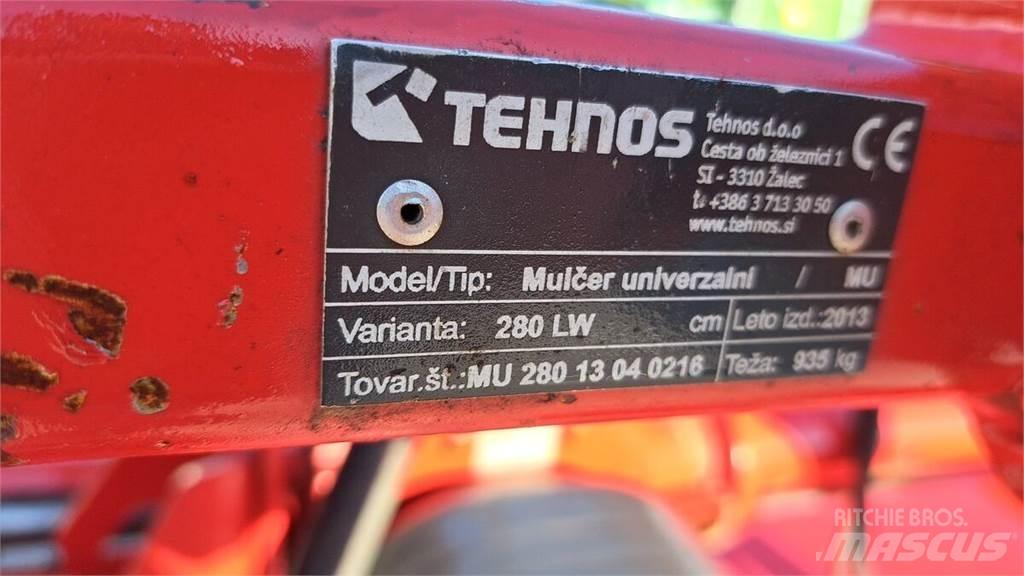 TEHNOS
Tehnos d.o.o
Cesta ob železnici 1
SI - 3310 Žalec
t: +386 3 713 30 50
www.tehnos.si
CE
Model/Tip: Mulčer univerzalni / MU
Varianta: 280 LW cm Leto izd.:2013
Tovar.št.:MU 280 13 04 0216 Teža: 935 kg
RITCHIE BROS.
MASCUS